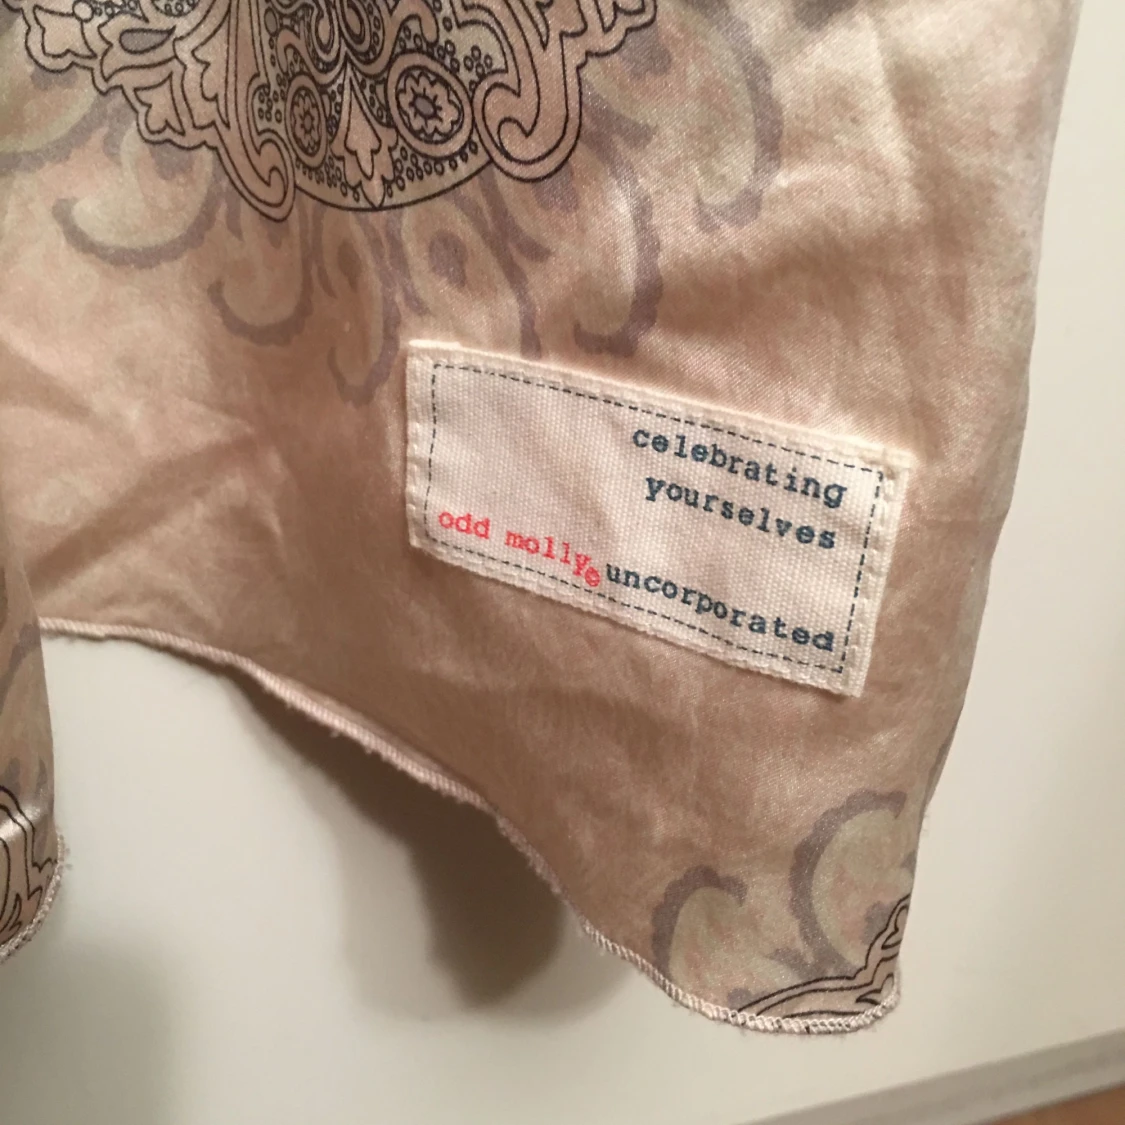 celebrating
yourselves
odd molly® uncorporated